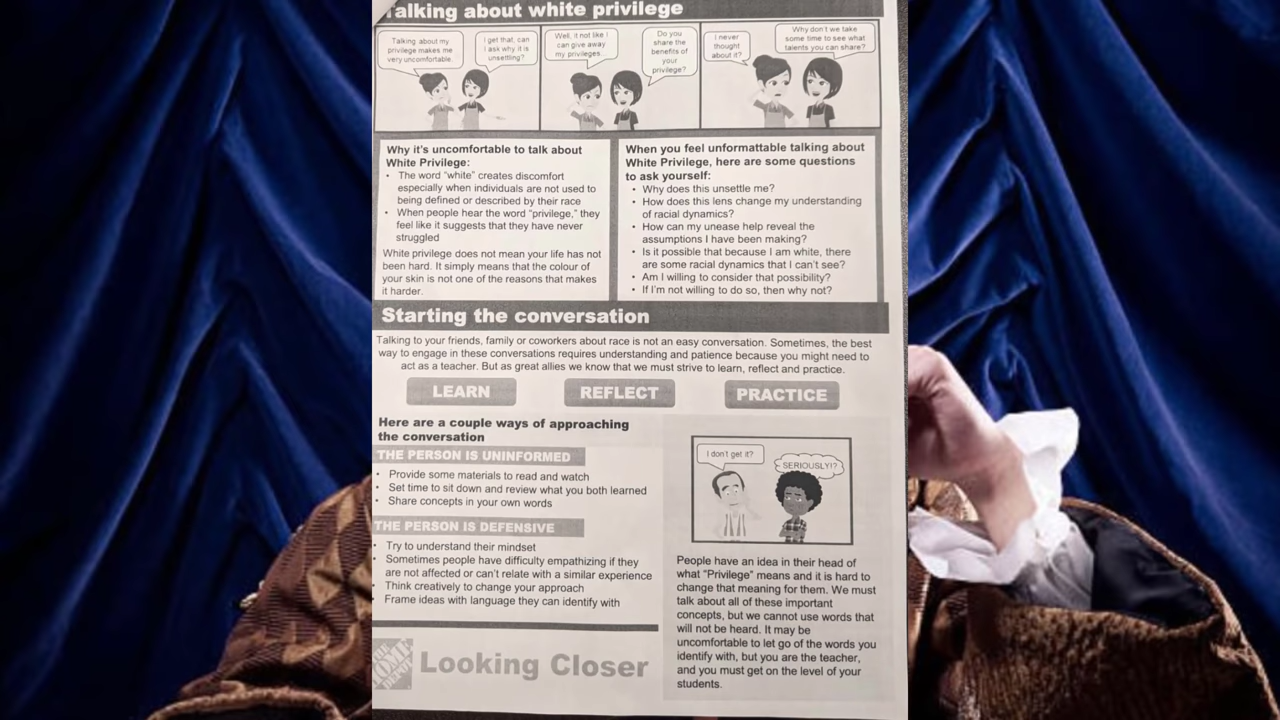 Talking about white privilege
Talking about my
privilege makes me
very uncomfortable.
I get that, can
I ask why it is
unsettling?
Well, it not like I
can give away
my privileges...
Do you
share the
benefits of
your
privilege?
I never
thought
about it?
Why don't we take
some time to see what
talents you can share?
Why it's uncomfortable to talk about
White Privilege:
• The word "white" creates discomfort
especially when individuals are not used to
being defined or described by their race
• When people hear the word "privilege," they
feel like it suggests that they have never
struggled
White privilege does not mean your life has not
been hard. It simply means that the colour of
your skin is not one of the reasons that makes
it harder.
When you feel unformattable talking about
White Privilege, here are some questions
to ask yourself:
• Why does this unsettle me?
• How does this lens change my understanding
of racial dynamics?
• How can my unease help reveal the
assumptions I have been making?
• Is it possible that because I am white, there
are some racial dynamics that I can't see?
• Am I willing to consider that possibility?
• If I'm not willing to do so, then why not?
Starting the conversation
Talking to your friends, family or coworkers about race is not an easy conversation. Sometimes, the best
way to engage in these conversations requires understanding and patience because you might need to
act as a teacher. But as great allies we know that we must strive to learn, reflect and practice.
LEARN
REFLECT
PRACTICE
Here are a couple ways of approaching
the conversation
THE PERSON IS UNINFORMED
• Provide some materials to read and watch
• Set time to sit down and review what you both learned
• Share concepts in your own words
THE PERSON IS DEFENSIVE
• Try to understand their mindset
• Sometimes people have difficulty empathizing if they
are not affected or can't relate with a similar experience
• Think creatively to change your approach
• Frame ideas with language they can identify with
I don't get it?
SERIOUSLY!?
People have an idea in their head of
what "Privilege" means and it is hard to
change that meaning for them. We must
talk about all of these important
concepts, but we cannot use words that
will not be heard. It may be
uncomfortable to let go of the words you
identify with, but you are the teacher,
and you must get on the level of your
students.
THE HOME DEPOT
Looking Closer